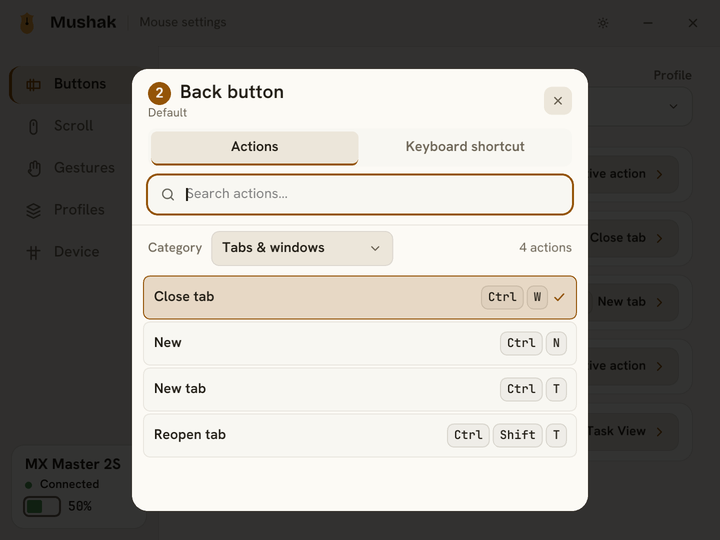 Mushak
Mouse settings
Buttons
Scroll
Gestures
Profiles
Device
MX Master 2S
Connected
50%
Profile
ive action
Close tab
New tab
ive action
Task View
2 Back button
Default
Actions
Keyboard shortcut
Search actions...
Category Tabs & windows 4 actions
Close tab Ctrl W
New Ctrl N
New tab Ctrl T
Reopen tab Ctrl Shift T